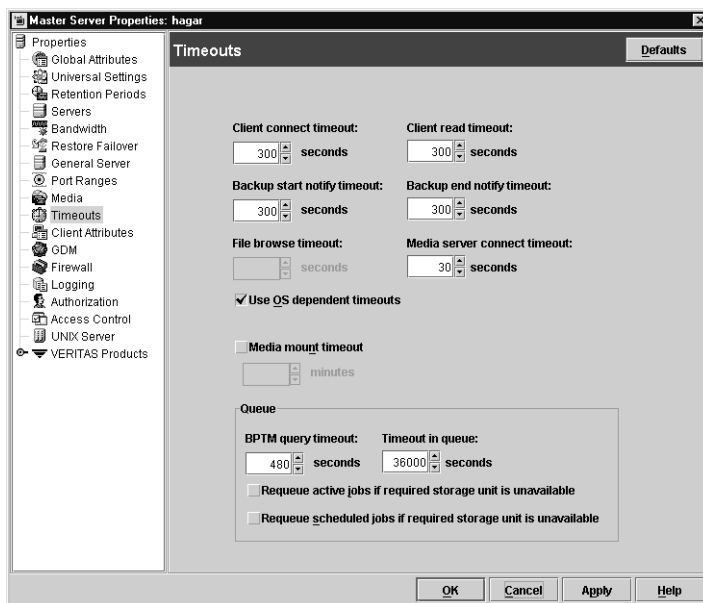 Master Server Properties: hagar
Properties
Global Attributes
Universal Settings
Retention Periods
Servers
Bandwidth
Restore Failover
General Server
Port Ranges
Media
Timeouts
Client Attributes
GDM
Firewall
Logging
Authorization
Access Control
UNIX Server
VERITAS Products
Timeouts
Defaults
Client connect timeout: Client read timeout:
300 seconds 300 seconds
Backup start notify timeout: Backup end notify timeout:
300 seconds 300 seconds
File browse timeout: Media server connect timeout:
seconds 30 seconds
Use OS dependent timeouts
Media mount timeout
minutes
Queue
BPTM query timeout: Timeout in queue:
480 seconds 36000 seconds
Requeue active jobs if required storage unit is unavailable
Requeue scheduled jobs if required storage unit is unavailable
OK Cancel Apply Help